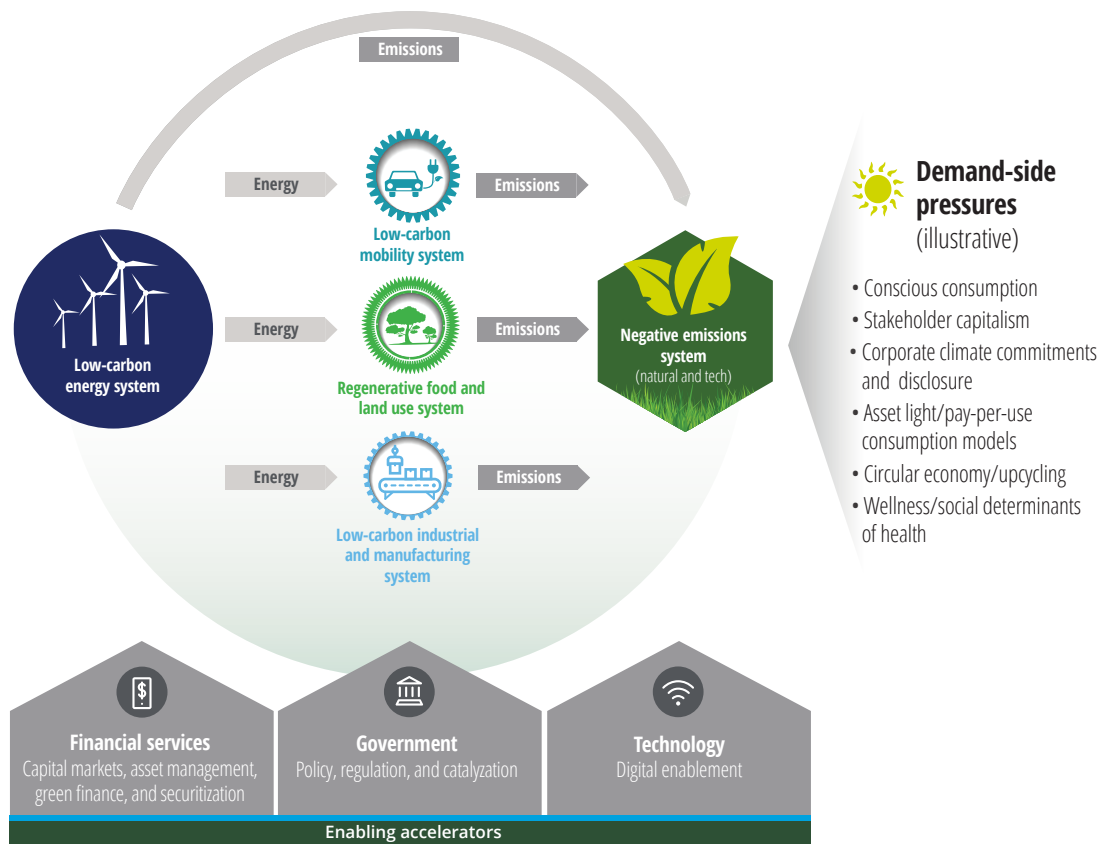 Emissions
Energy
Emissions
Low-carbon
mobility system
Low-carbon
energy system
Energy
Emissions
Regenerative food and
land use system
Negative emissions
system
(natural and tech)
Energy
Emissions
Low-carbon industrial
and manufacturing
system
Demand-side
pressures
(illustrative)
• Conscious consumption
• Stakeholder capitalism
• Corporate climate commitments
and disclosure
• Asset light/pay-per-use
consumption models
• Circular economy/upcycling
• Wellness/social determinants
of health
$
Financial services
Capital markets, asset management,
green finance, and securitization
Government
Policy, regulation, and catalyzation
Technology
Digital enablement
Enabling accelerators